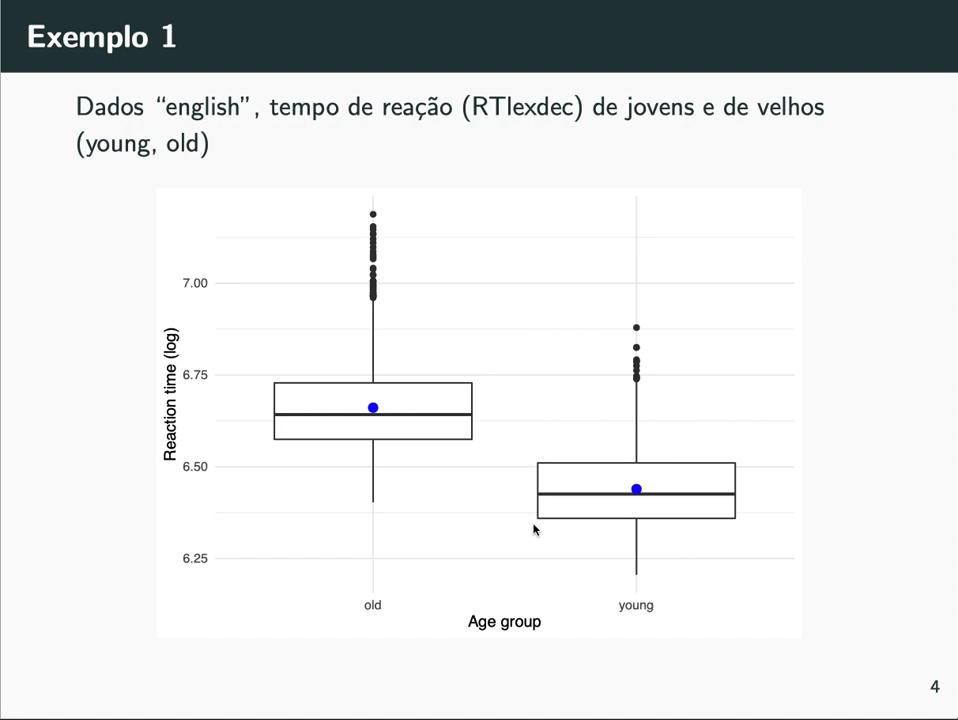 Exemplo 1
Dados “english”, tempo de reação (RTlexdec) de jovens e de velhos
(young, old)
7.00
6.75
6.50
6.25
Reaction time (log)
old
young
Age group
4